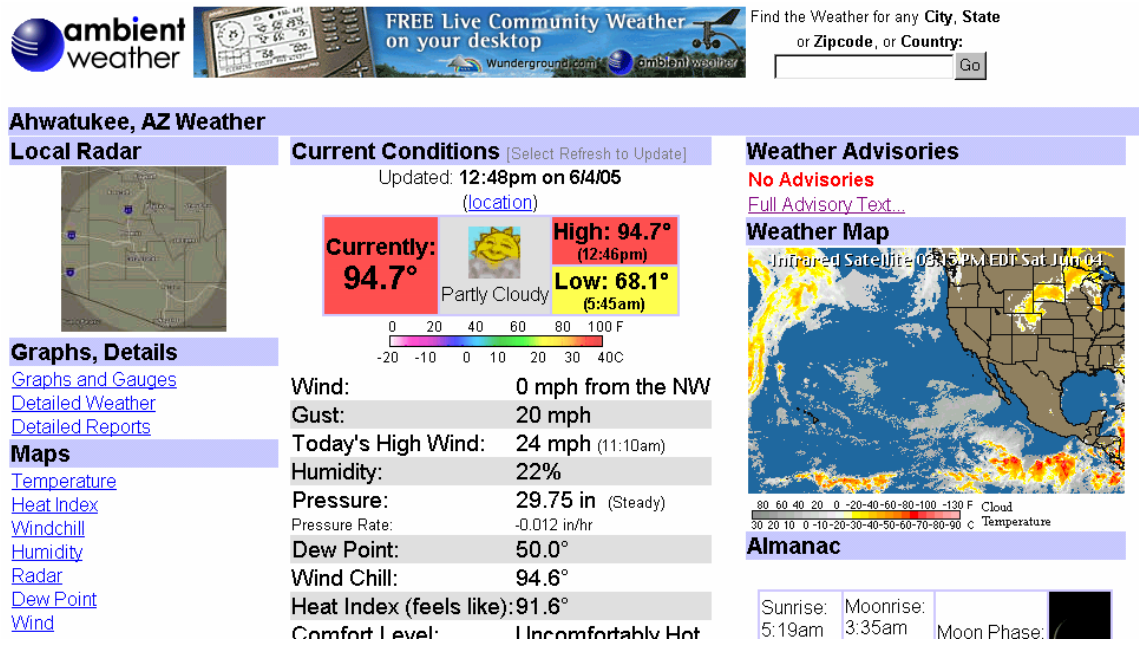 ambient
weather
FREE Live Community Weather
on your desktop
Wunderground.com
ambient weather
Find the Weather for any City, State
or Zipcode, or Country:
Go
Ahwatukee, AZ Weather
Local Radar
Graphs, Details
Graphs and Gauges
Detailed Weather
Detailed Reports
Maps
Temperature
Heat Index
Windchill
Humidity
Radar
Dew Point
Wind
Current Conditions [Select Refresh to Update]
Updated: 12:48pm on 6/4/05
(location)
Currently:
94.7°
Partly Cloudy
High: 94.7°
(12:46pm)
Low: 68.1°
(5:45am)
0 20 40 60 80 100 F
-20 -10 0 10 20 30 40C
Wind: 0 mph from the NW
Gust: 20 mph
Today's High Wind: 24 mph (11:10am)
Humidity: 22%
Pressure: 29.75 in (Steady)
Pressure Rate: -0.012 in/hr
Dew Point: 50.0°
Wind Chill: 94.6°
Heat Index (feels like): 91.6°
Comfort Level: Uncomfortably Hot
Weather Advisories
No Advisories
Full Advisory Text...
Weather Map
Infrared Satellite 03:15 PM EDT Sat Jun 04
80 60 40 20 0 -20-40-60-80-100 -130 F
30 20 10 0 -10-20-30-40-50-60-70-80-90 C
Cloud
Temperature
Almanac
Sunrise:
5:19am
Moonrise:
3:35am
Moon Phase: